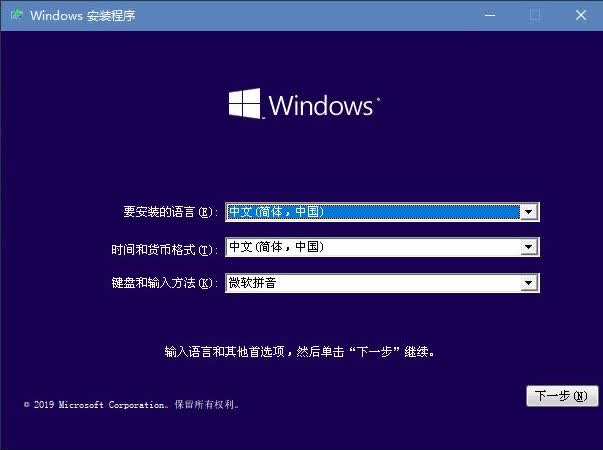 Windows 安装程序
Windows
要安装的语言(E): 中文(简体，中国)
时间和货币格式(T): 中文(简体，中国)
键盘和输入方法(K): 微软拼音
输入语言和其他首选项，然后单击“下一步”继续。
下一步(N)
© 2019 Microsoft Corporation。保留所有权利。